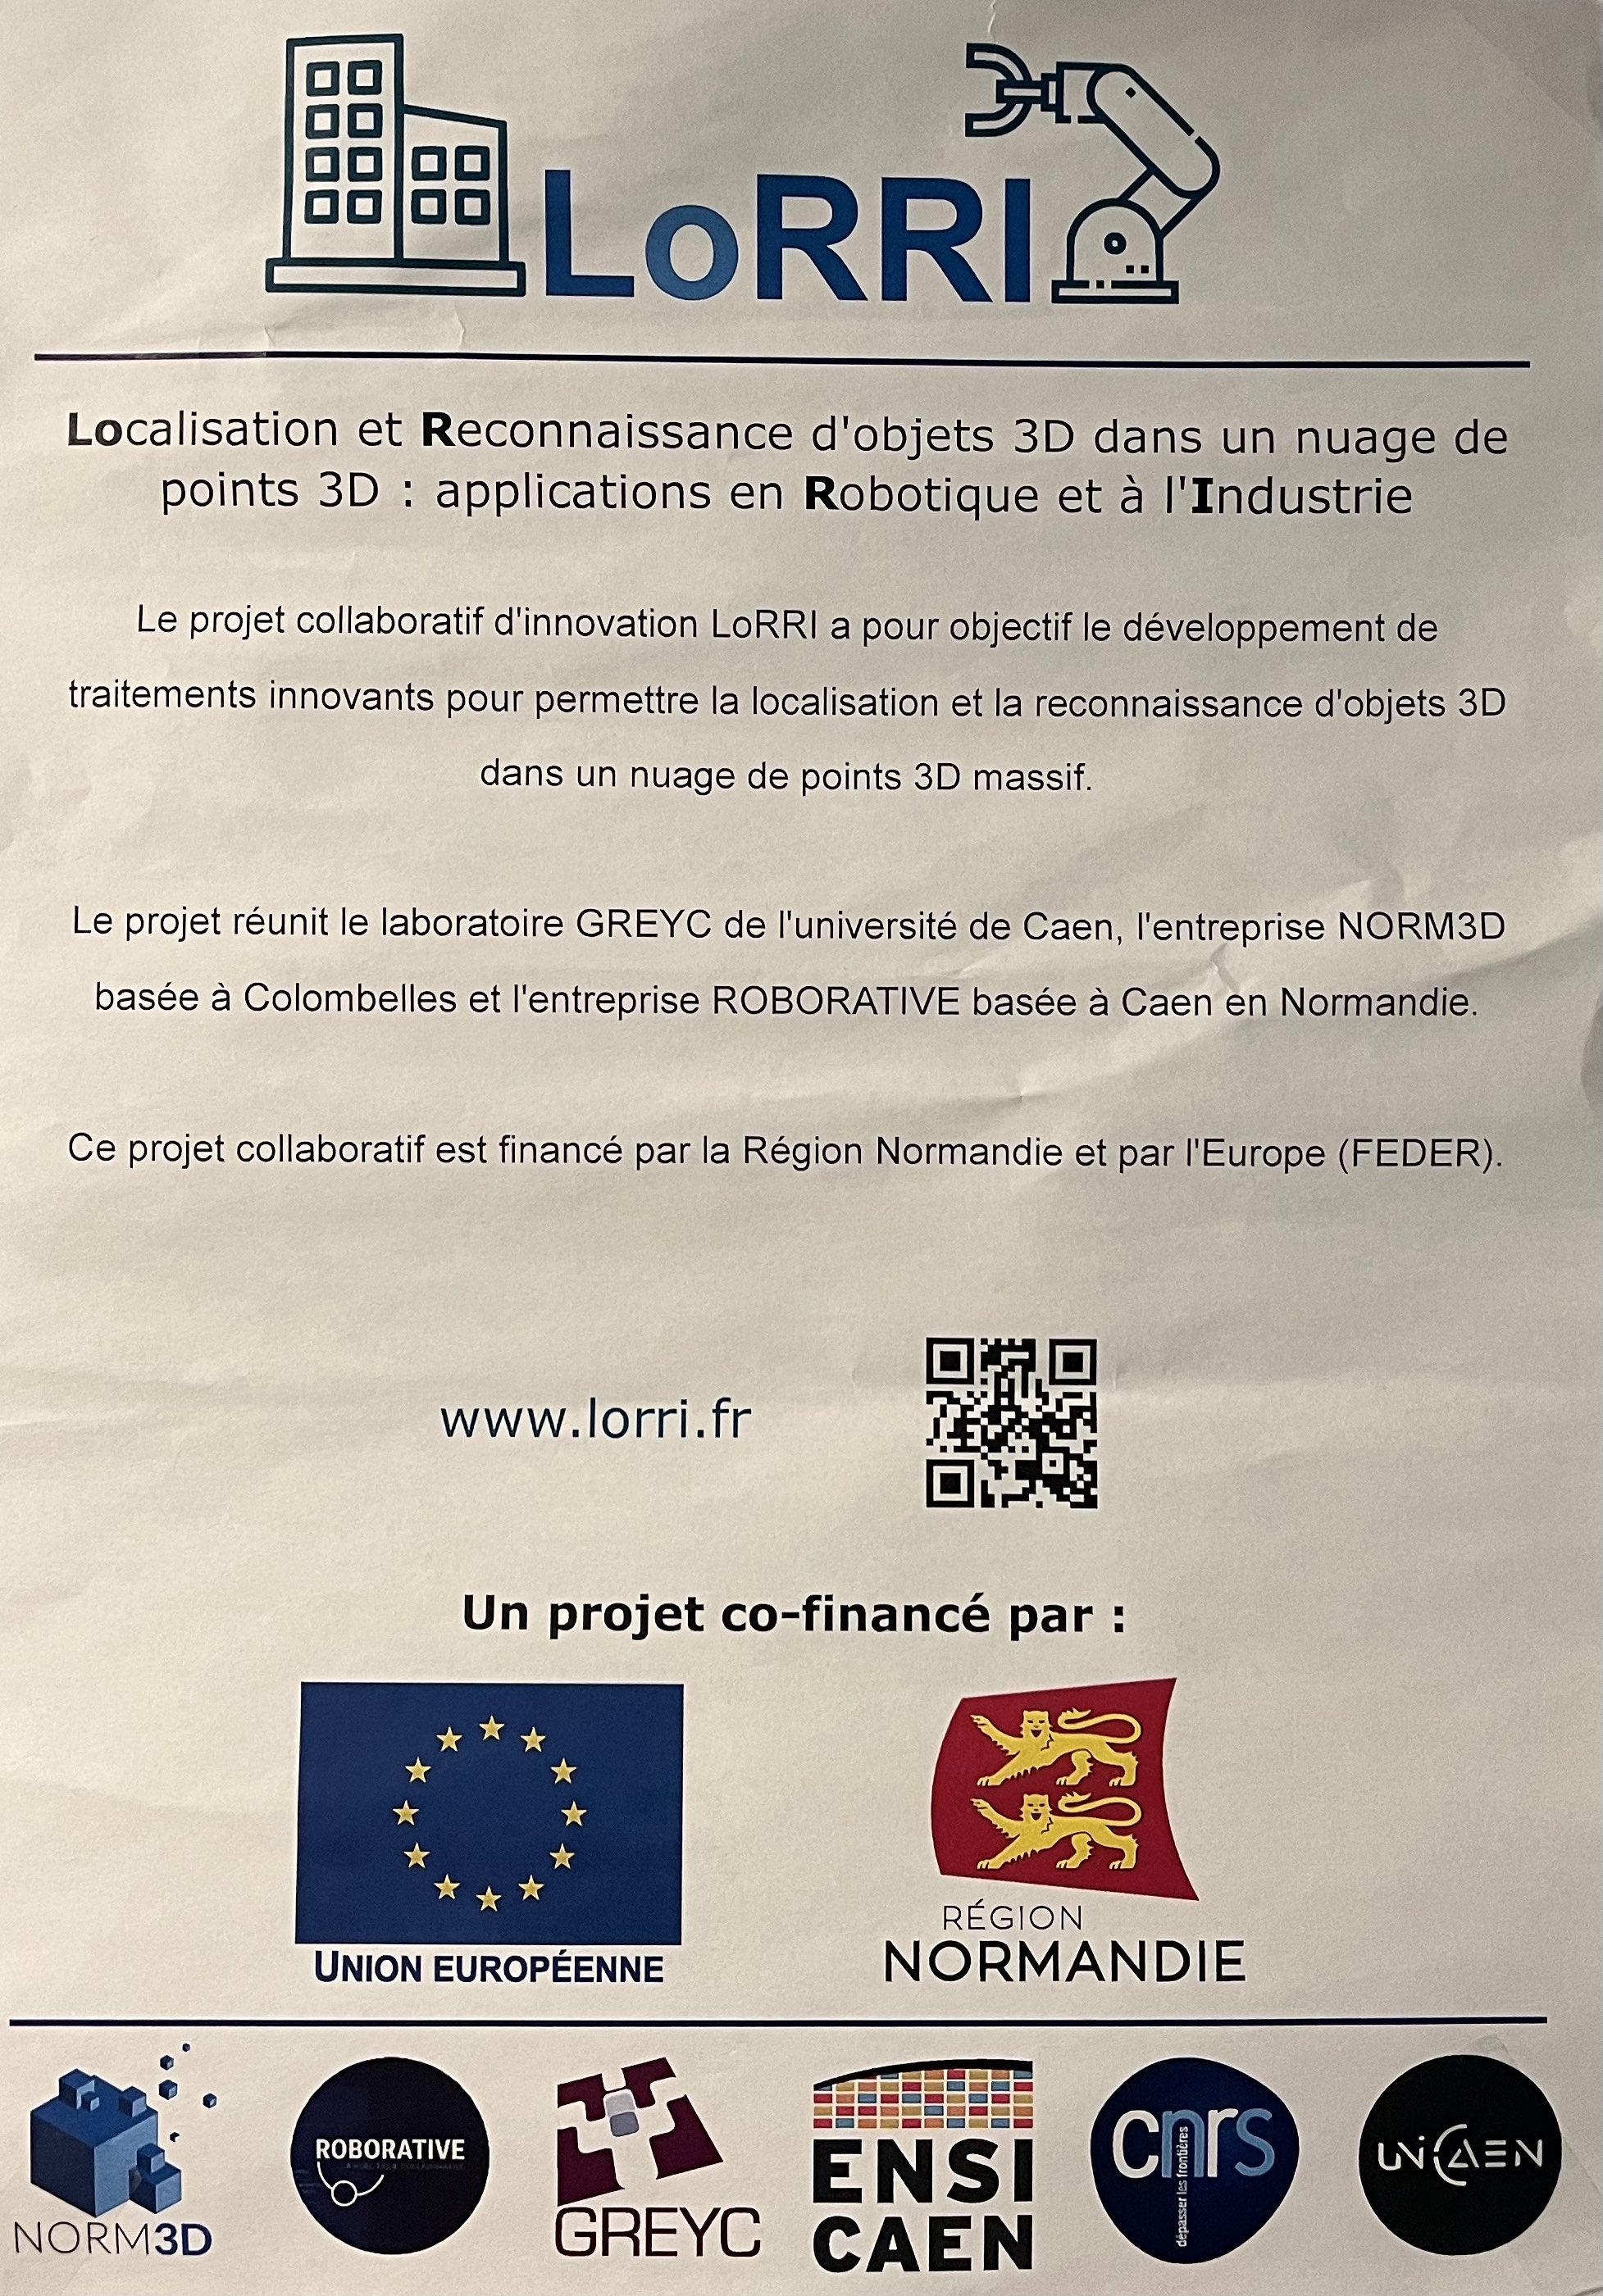 LoRRI
Localisation et Reconnaissance d'objets 3D dans un nuage de
points 3D : applications en Robotique et à l'Industrie
Le projet collaboratif d'innovation LoRRI a pour objectif le développement de
traitements innovants pour permettre la localisation et la reconnaissance d'objets 3D
dans un nuage de points 3D massif.
Le projet réunit le laboratoire GREYC de l'université de Caen, l'entreprise NORM3D
basée à Colombelles et l'entreprise ROBORATIVE basée à Caen en Normandie.
Ce projet collaboratif est financé par la Région Normandie et par l'Europe (FEDER).
www.lorri.fr
Un projet co-financé par :
UNION EUROPÉENNE
RÉGION
NORMANDIE
NORM3D
ROBORATIVE
GREYC
ENSI
CAEN
cnrs
dépasser les frontières
UNICAEN